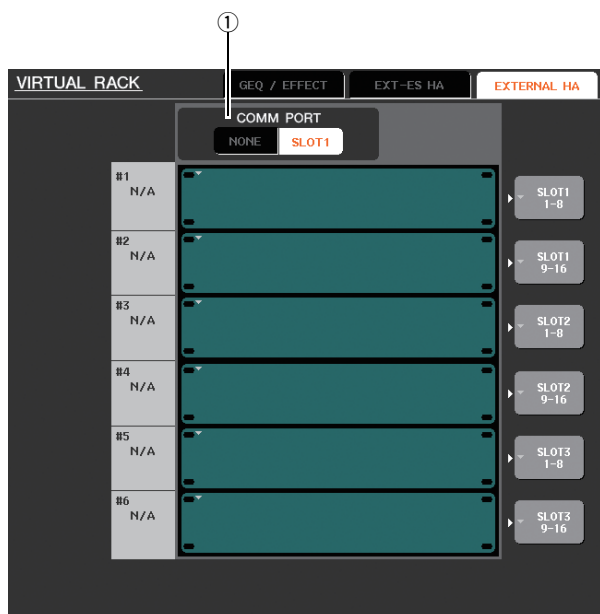 ①
VIRTUAL RACK
GEQ / EFFECT
EXT-ES HA
EXTERNAL HA
COMM PORT
NONE
SLOT1
#1
N/A
SLOT1
1-8
#2
N/A
SLOT1
9-16
#3
N/A
SLOT2
1-8
#4
N/A
SLOT2
9-16
#5
N/A
SLOT3
1-8
#6
N/A
SLOT3
9-16